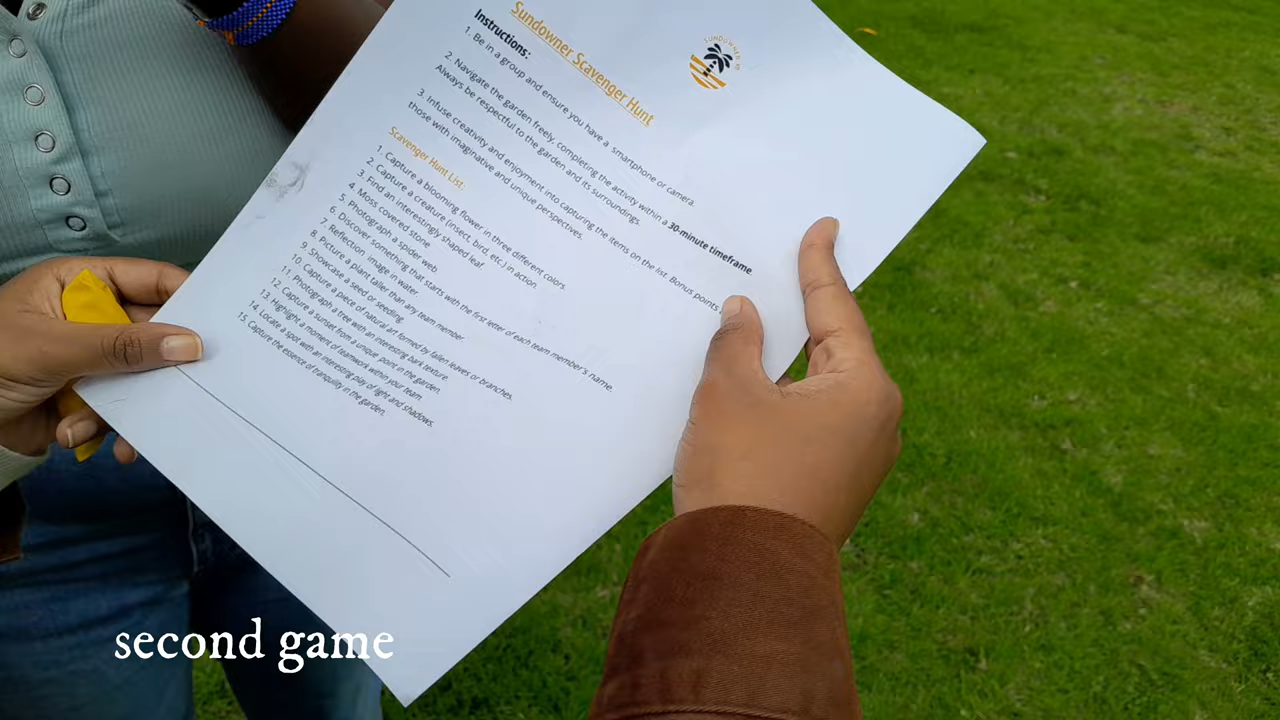 SUNDOWNER
Sundowner Scavenger Hunt
Instructions:
1. Be in a group and ensure you have a smartphone or camera.
2. Navigate the garden freely, completing the activity within a 30-minute timeframe.
Always be respectful to the garden and its surroundings.
3. Infuse creativity and enjoyment into capturing the items on the list. Bonus points
those with imaginative and unique perspectives.
Scavenger Hunt List:
1. Capture a blooming flower in three different colors.
2. Capture a creature (insect, bird, etc.) in action.
3. Find an interestingly shaped leaf.
4. Moss covered stone.
5. Photograph a spider web.
6. Discover something that starts with the first letter of each team member's name.
7. Reflection image in water.
8. Picture a plant taller than any team member.
9. Showcase a seed or seedling.
10. Capture a piece of natural art formed by fallen leaves or branches.
11. Photograph a tree with an interesting bark texture.
12. Capture a sunset from a unique point in the garden.
13. Highlight a moment of teamwork within your team.
14. Locate a spot with an interesting play of light and shadows.
15. Capture the essence of tranquility in the garden.
second game